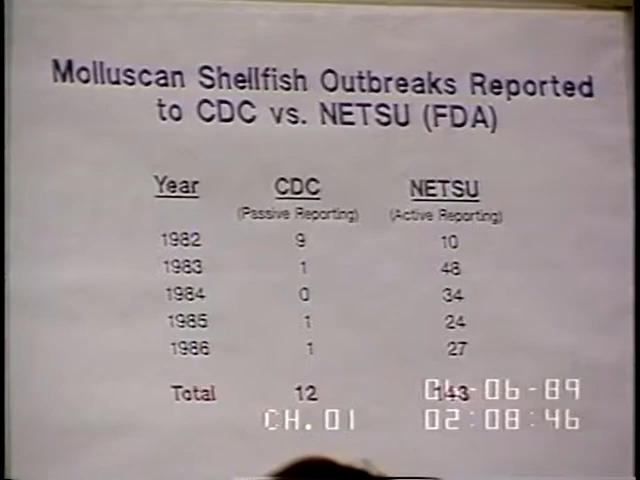 Molluscan Shellfish Outbreaks Reported
to CDC vs. NETSU (FDA)
Year CDC NETSU
(Passive Reporting) (Active Reporting)
1982 9 10
1983 1 48
1984 0 34
1985 1 24
1986 1 27
Total 12 143
06-06-89
CH.01 02:08:46